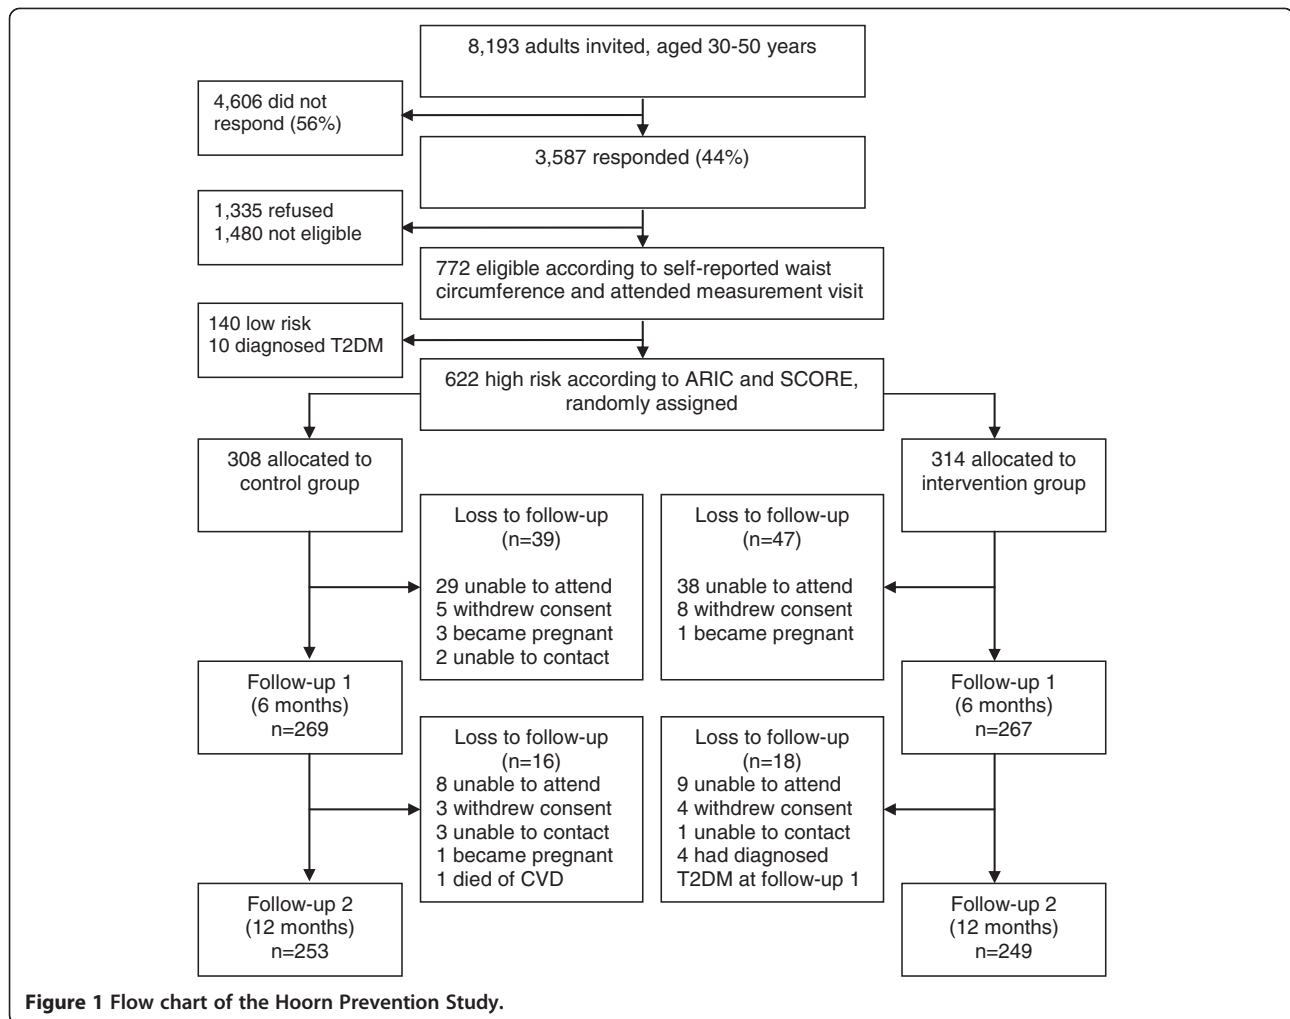 8,193 adults invited, aged 30-50 years
4,606 did not
respond (56%)
3,587 responded (44%)
1,335 refused
1,480 not eligible
772 eligible according to self-reported waist
circumference and attended measurement visit
140 low risk
10 diagnosed T2DM
622 high risk according to ARIC and SCORE,
randomly assigned
308 allocated to
control group
314 allocated to
intervention group
Loss to follow-up
(n=39)
29 unable to attend
5 withdrew consent
3 became pregnant
2 unable to contact
Loss to follow-up
(n=47)
38 unable to attend
8 withdrew consent
1 became pregnant
Follow-up 1
(6 months)
n=269
Follow-up 1
(6 months)
n=267
Loss to follow-up
(n=16)
8 unable to attend
3 withdrew consent
3 unable to contact
1 became pregnant
1 died of CVD
Loss to follow-up
(n=18)
9 unable to attend
4 withdrew consent
1 unable to contact
4 had diagnosed
T2DM at follow-up 1
Follow-up 2
(12 months)
n=253
Follow-up 2
(12 months)
n=249
Figure 1 Flow chart of the Hoorn Prevention Study.